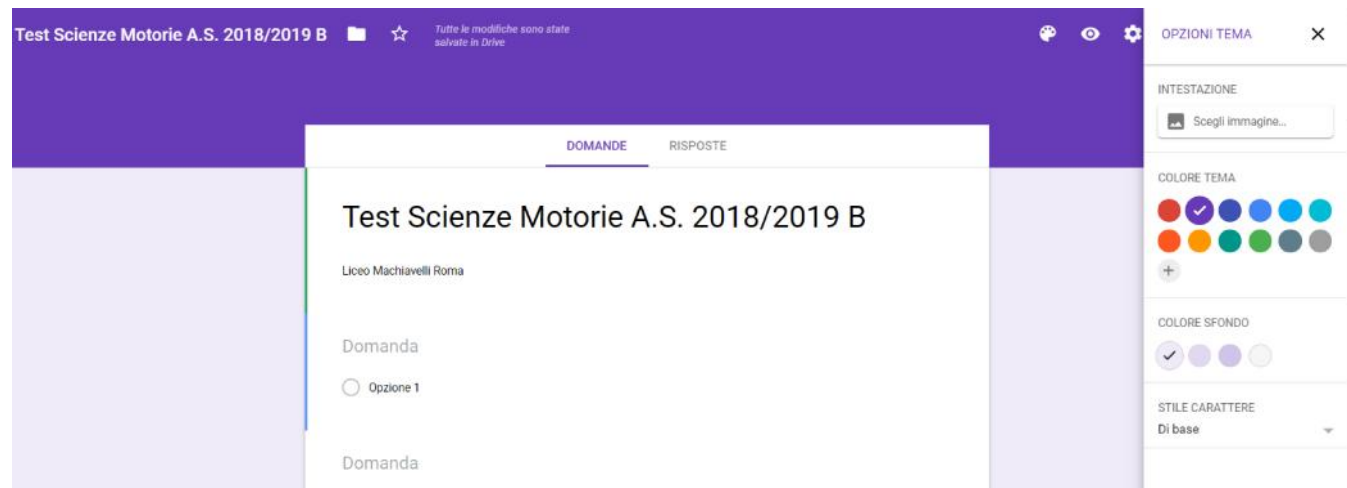 Test Scienze Motorie A.S. 2018/2019 B
Tutte le modifiche sono state
salvate in Drive
OPZIONI TEMA
INTESTAZIONE
Scegli immagine...
DOMANDE RISPOSTE
COLORE TEMA
Test Scienze Motorie A.S. 2018/2019 B
Liceo Machiavelli Roma
COLORE SFONDO
Domanda
Opzione 1
STILE CARATTERE
Di base
Domanda